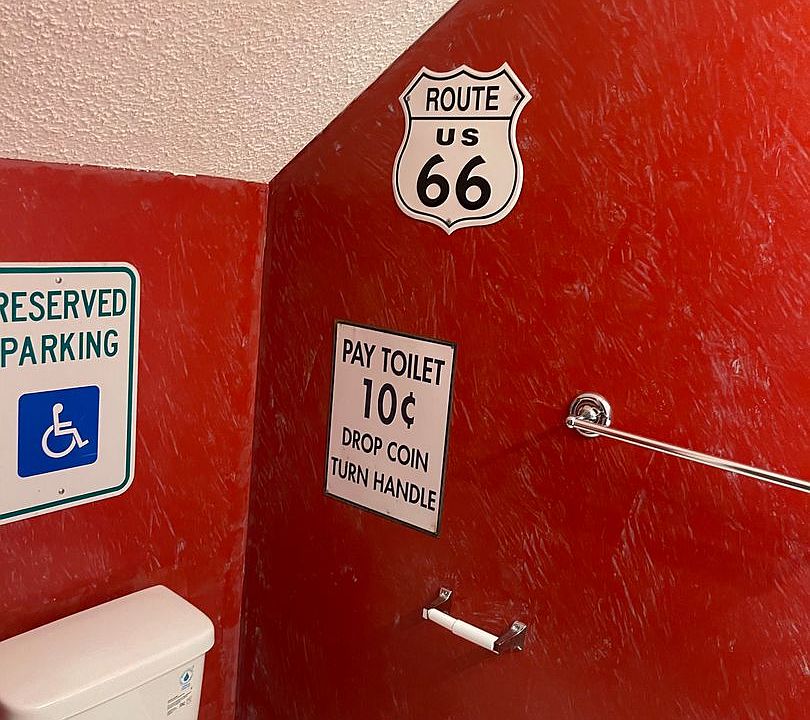 ROUTE
US
66
RESERVED
PARKING
PAY TOILET
10¢
DROP COIN
TURN HANDLE